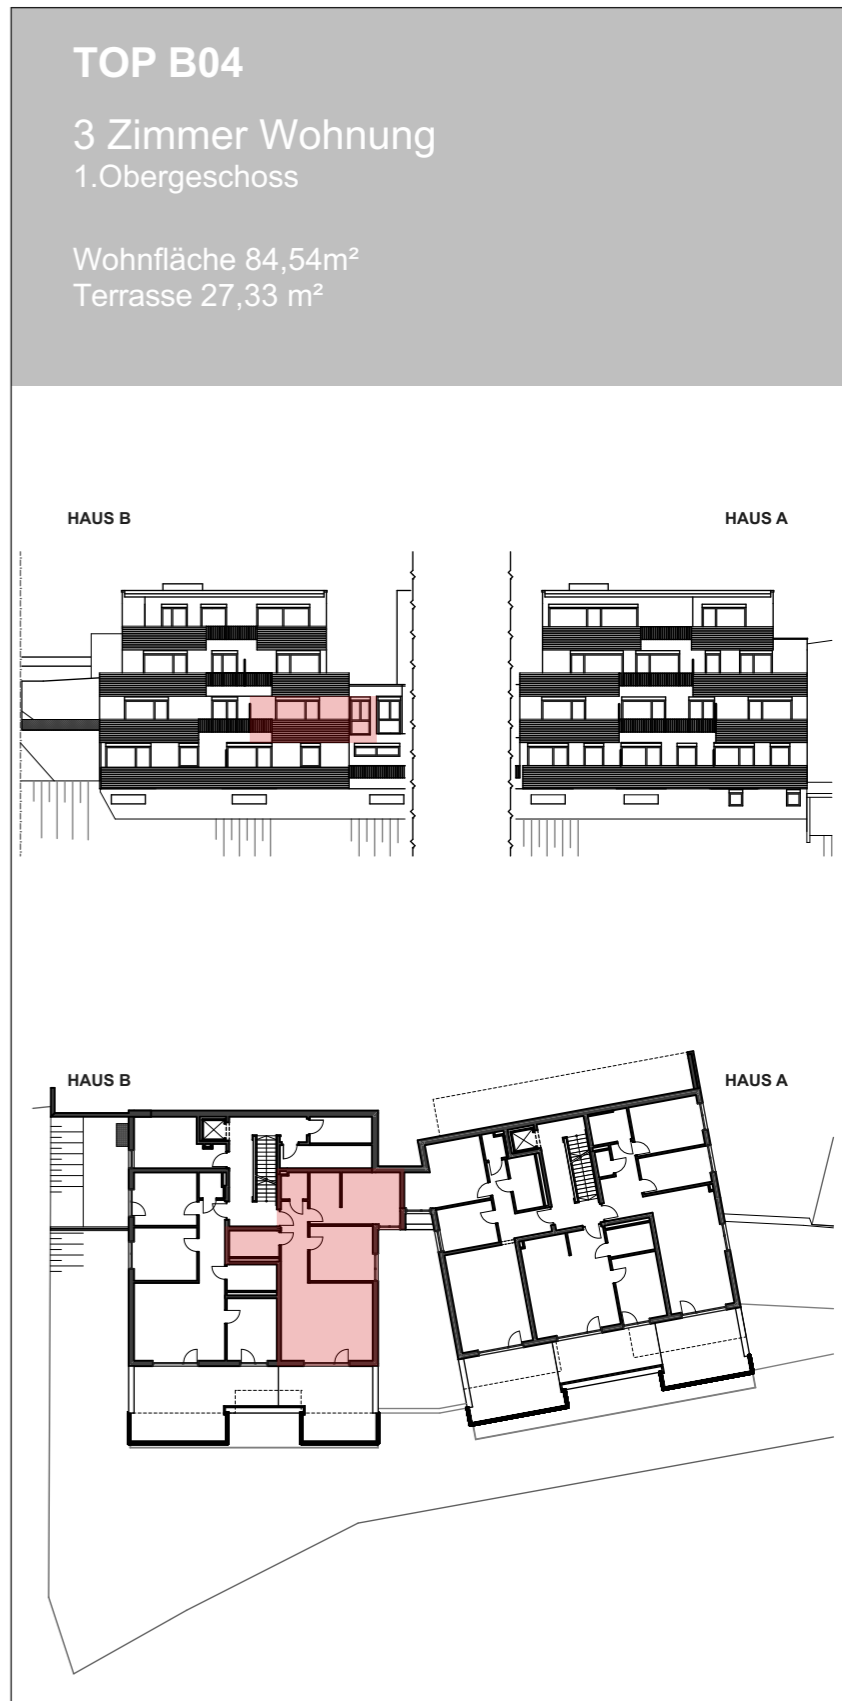 TOP B04
3 Zimmer Wohnung
1.Obergeschoss
Wohnfläche 84,54m²
Terrasse 27,33 m²
HAUS B
HAUS A
HAUS B
HAUS A